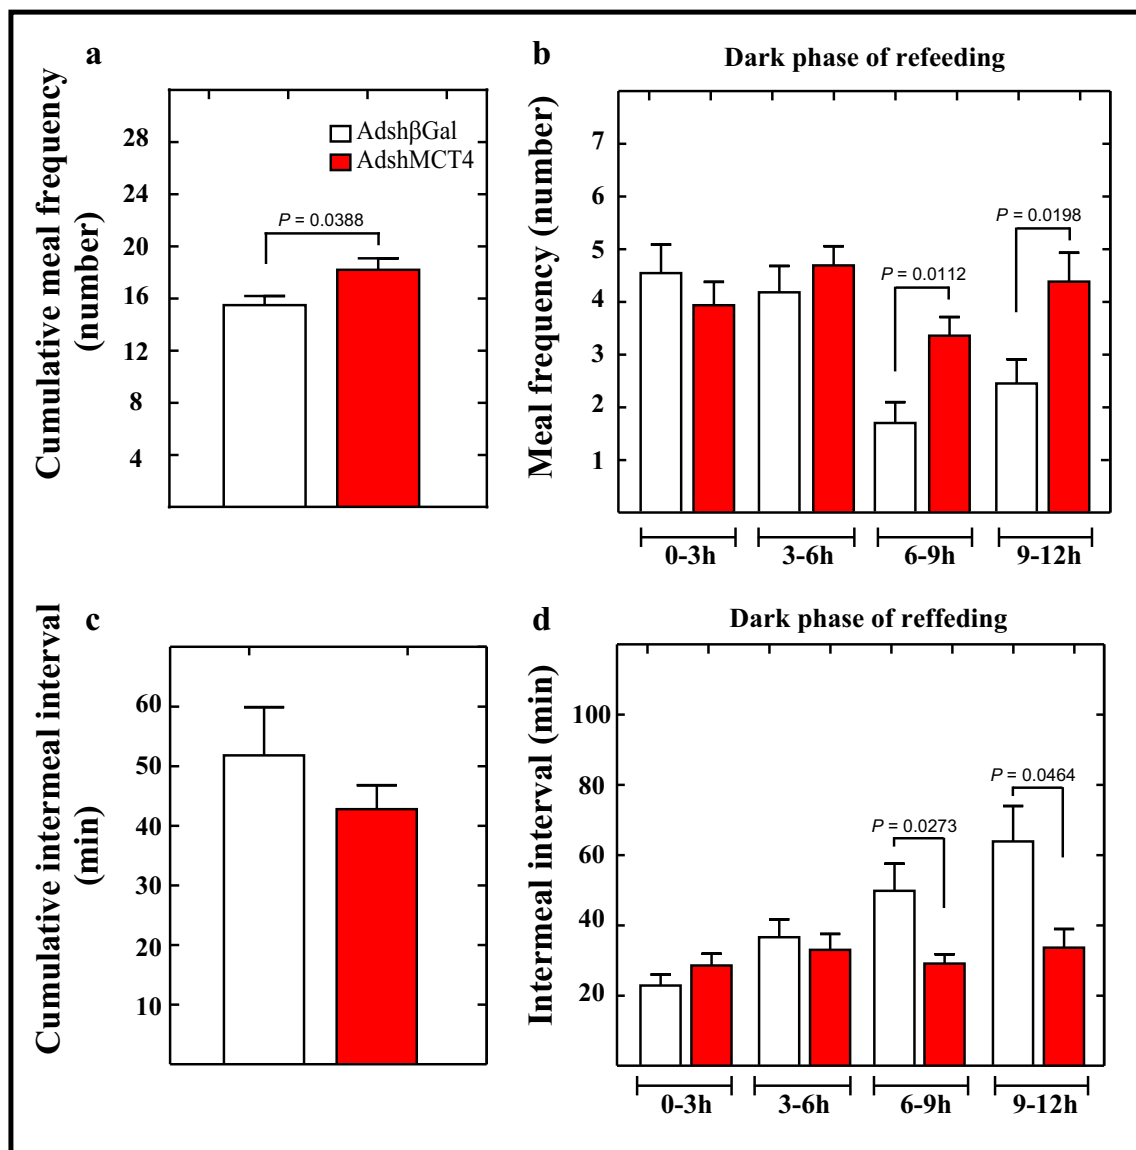 a
Cumulative meal frequency
(number)
28
24
20
16
12
8
4
AdshβGal
AdshMCT4
P = 0.0388
b
Dark phase of refeeding
Meal frequency (number)
7
6
5
4
3
2
1
P = 0.0112
P = 0.0198
0-3h
3-6h
6-9h
9-12h
c
Cumulative intermeal interval
(min)
60
50
40
30
20
10
d
Dark phase of reffeding
Intermeal interval (min)
100
80
60
40
20
P = 0.0273
P = 0.0464
0-3h
3-6h
6-9h
9-12h